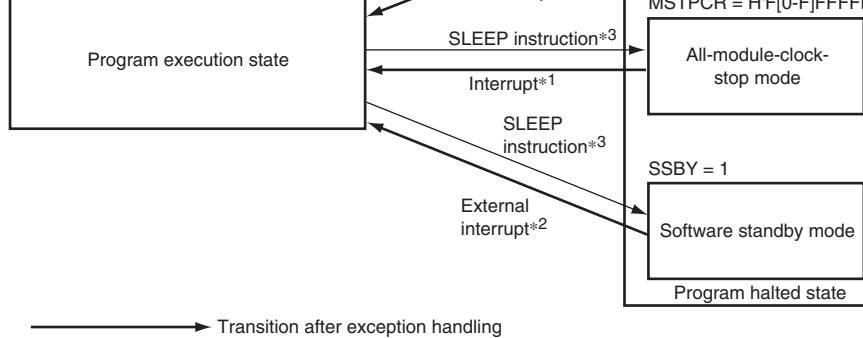 MSTPCR = H'F[0-F]FFFFF
SLEEP instruction*3
Program execution state
All-module-clock-
stop mode
Interrupt*1
SLEEP
instruction*3
SSBY = 1
External
interrupt*2
Software standby mode
Program halted state
Transition after exception handling